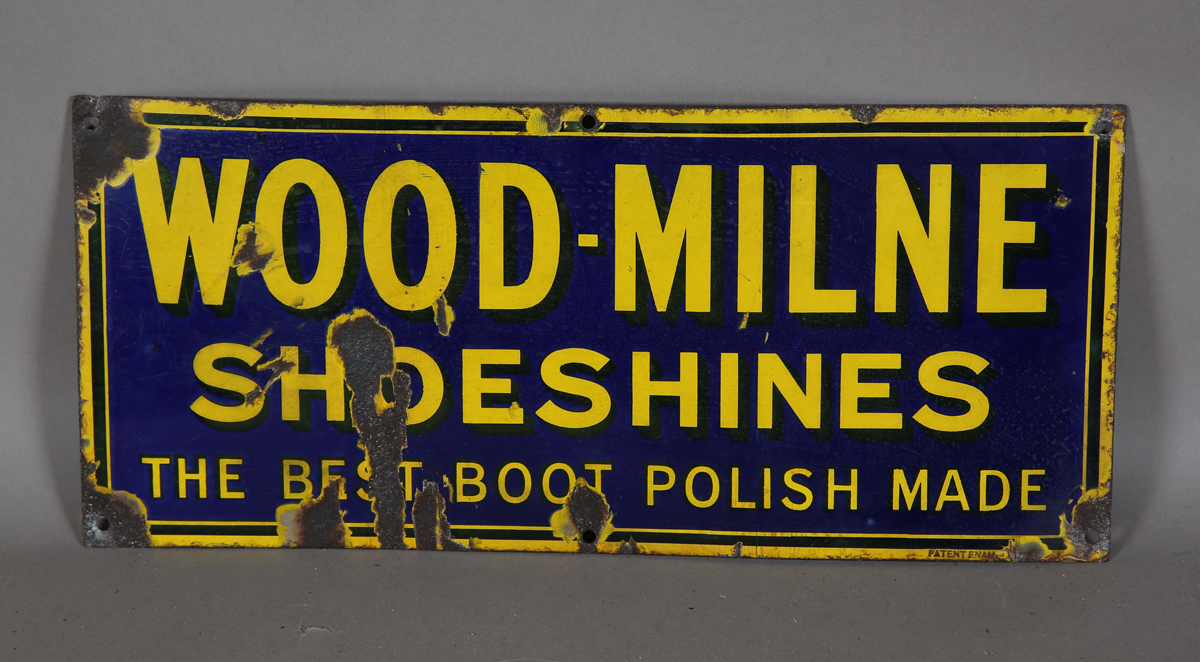 WOOD-MILNE
SHOESHINES
THE BEST BOOT POLISH MADE
PATENT ENAM